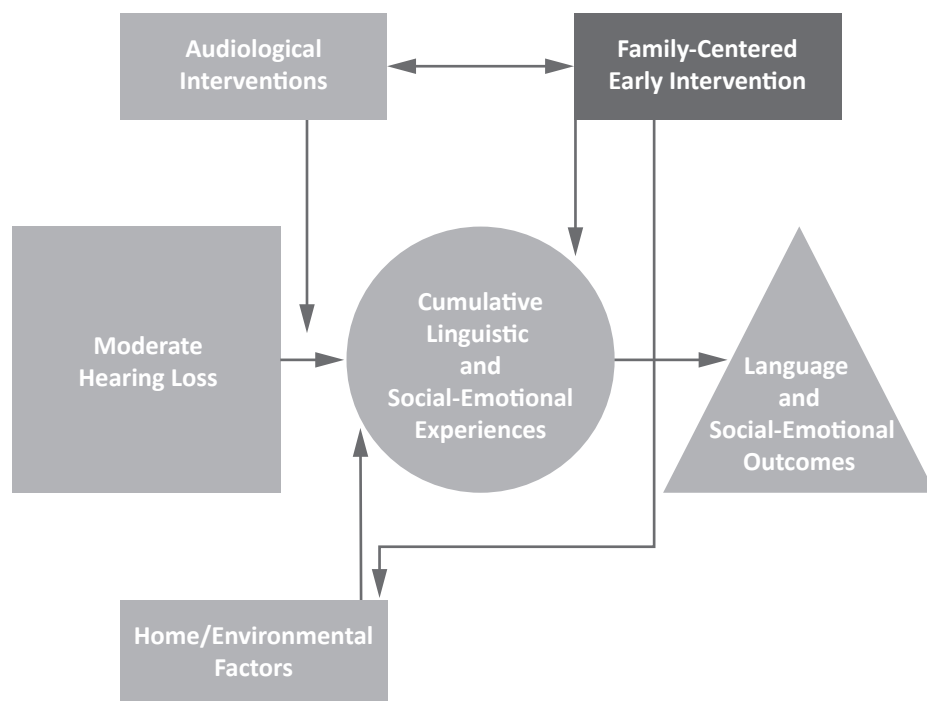 Audiological
Interventions
Family-Centered
Early Intervention
Moderate
Hearing Loss
Cumulative
Linguistic
and
Social-Emotional
Experiences
Language
and
Social-Emotional
Outcomes
Home/Environmental
Factors